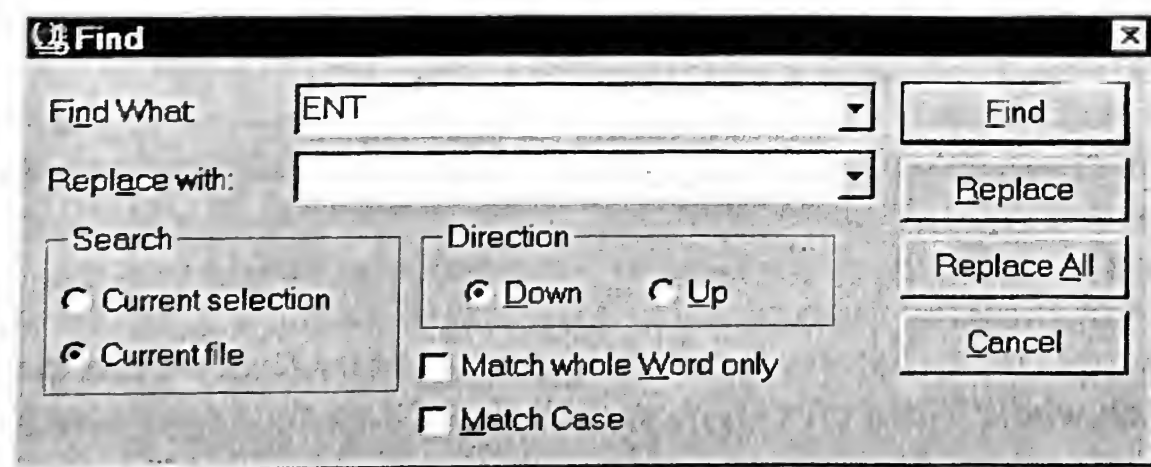 Find
Find What
ENT
Find
Replace with:
Replace
Search
Direction
Replace All
Current selection
Down
Up
Current file
Cancel
Match whole Word only
Match Case